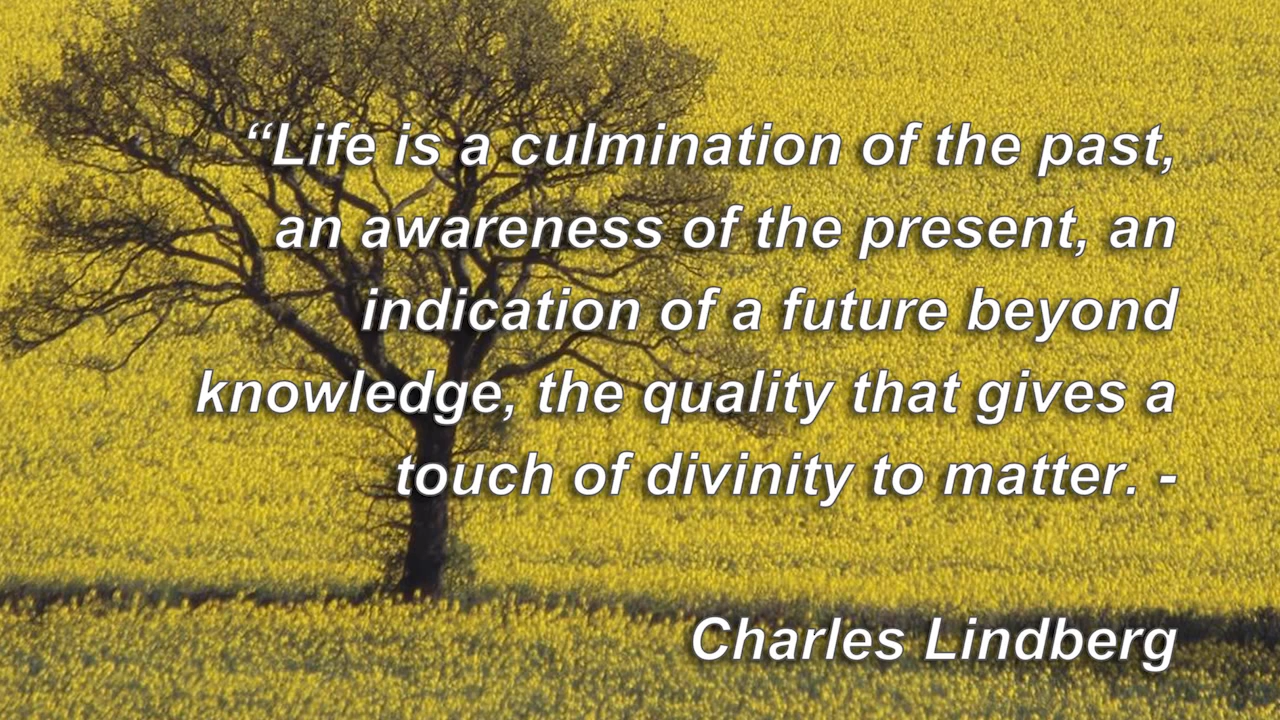 “Life is a culmination of the past,
an awareness of the present, an
indication of a future beyond
knowledge, the quality that gives a
touch of divinity to matter. -
Charles Lindberg